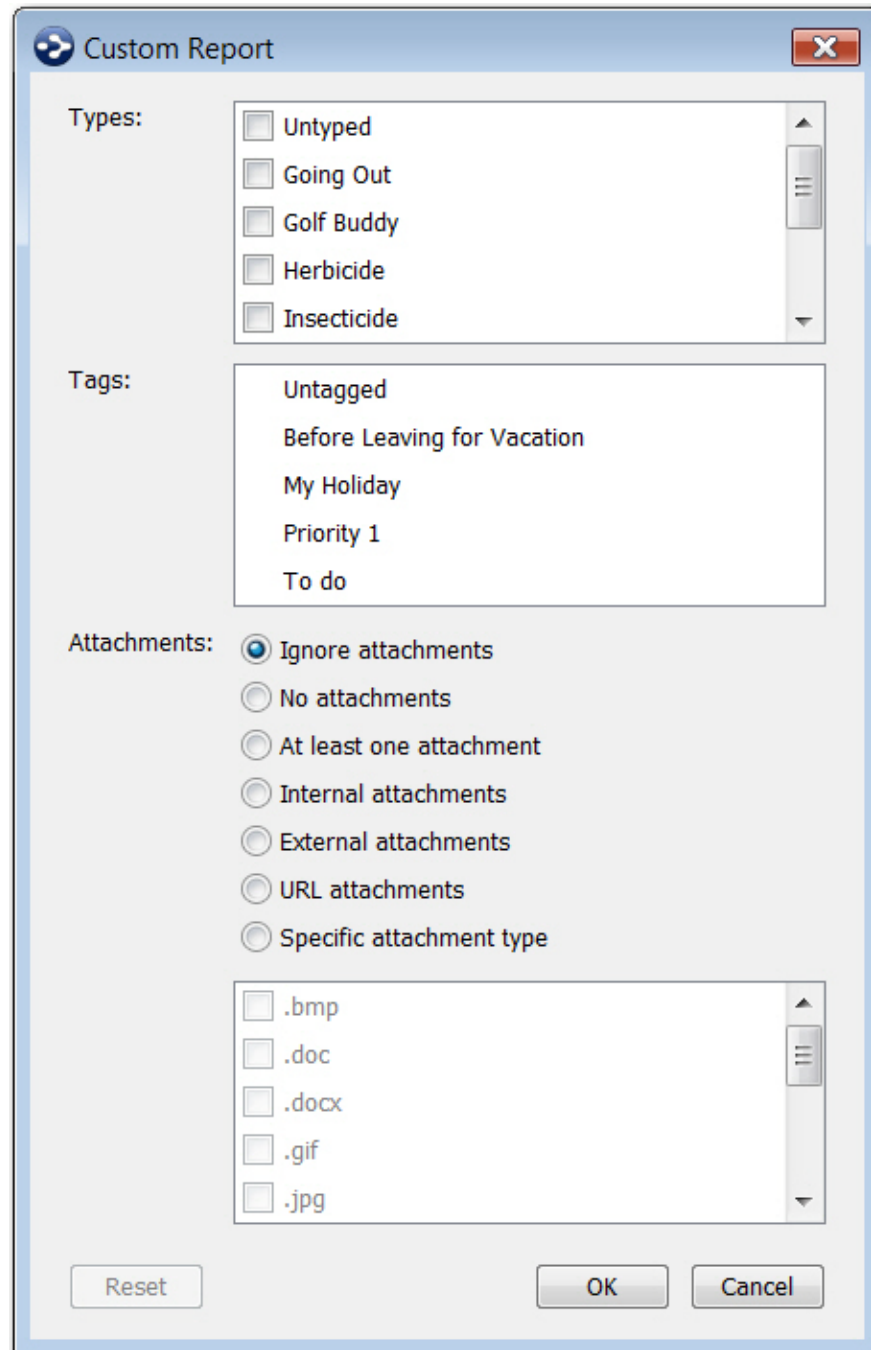 Custom Report
Types:
Untyped
Going Out
Golf Buddy
Herbicide
Insecticide
Tags:
Untagged
Before Leaving for Vacation
My Holiday
Priority 1
To do
Attachments:
Ignore attachments
No attachments
At least one attachment
Internal attachments
External attachments
URL attachments
Specific attachment type
.bmp
.doc
.docx
.gif
.jpg
Reset OK Cancel